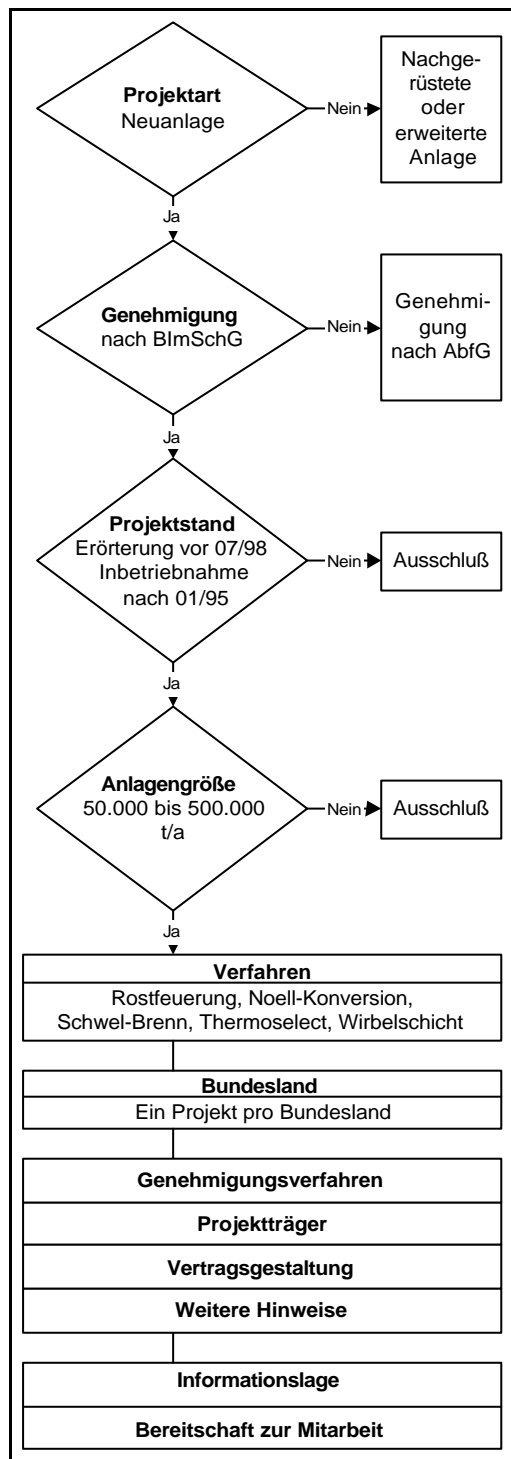 Projektart
Neuanlage
Nein
Nachge-
rüstete
oder
erweiterte
Anlage
Ja
Genehmigung
nach BImSchG
Nein
Genehmi-
gung
nach AbfG
Ja
Projektstand
Erörterung vor 07/98
Inbetriebnahme
nach 01/95
Nein
Ausschluß
Ja
Anlagengröße
50.000 bis 500.000
t/a
Nein
Ausschluß
Ja
Verfahren
Rostfeuerung, Noell-Konversion,
Schwel-Brenn, Thermoselect, Wirbelschicht
Bundesland
Ein Projekt pro Bundesland
Genehmigungsverfahren
Projektträger
Vertragsgestaltung
Weitere Hinweise
Informationslage
Bereitschaft zur Mitarbeit